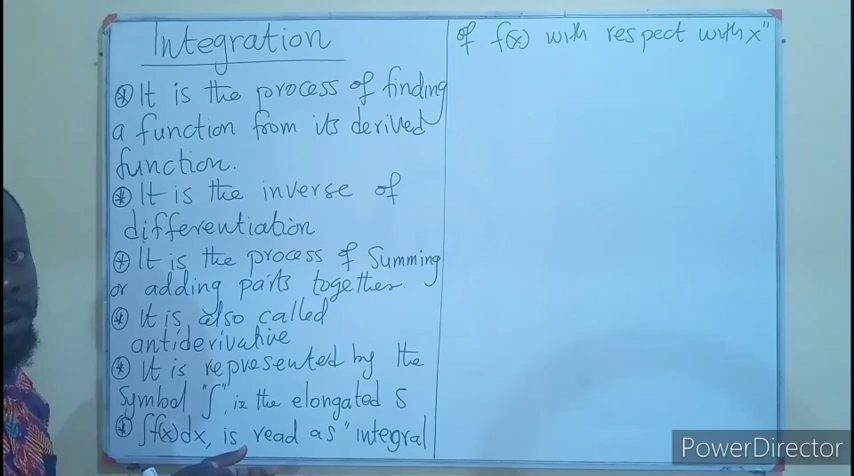 Integration
* It is the process of finding
a function from its derived
function.
* It is the inverse of
differentiation
* It is the process of summing
or adding parts together.
* It is also called
antiderivative
* It is represented by the
symbol "∫", ie the elongated S
* ∫f(x)dx, is read as "integral
of f(x) with respect with x"
PowerDirector